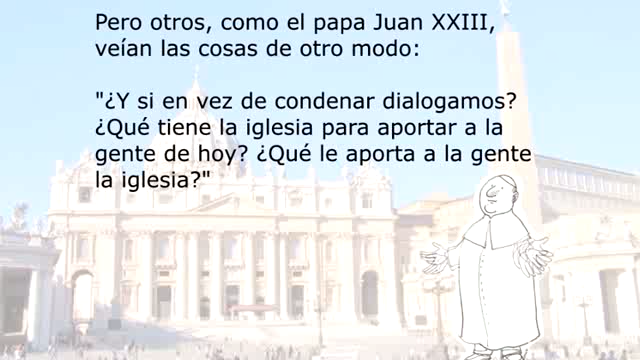 Pero otros, como el papa Juan XXIII,
veían las cosas de otro modo:
"¿Y si en vez de condenar dialogamos?
¿Qué tiene la iglesia para aportar a la
gente de hoy? ¿Qué le aporta a la gente
la iglesia?"